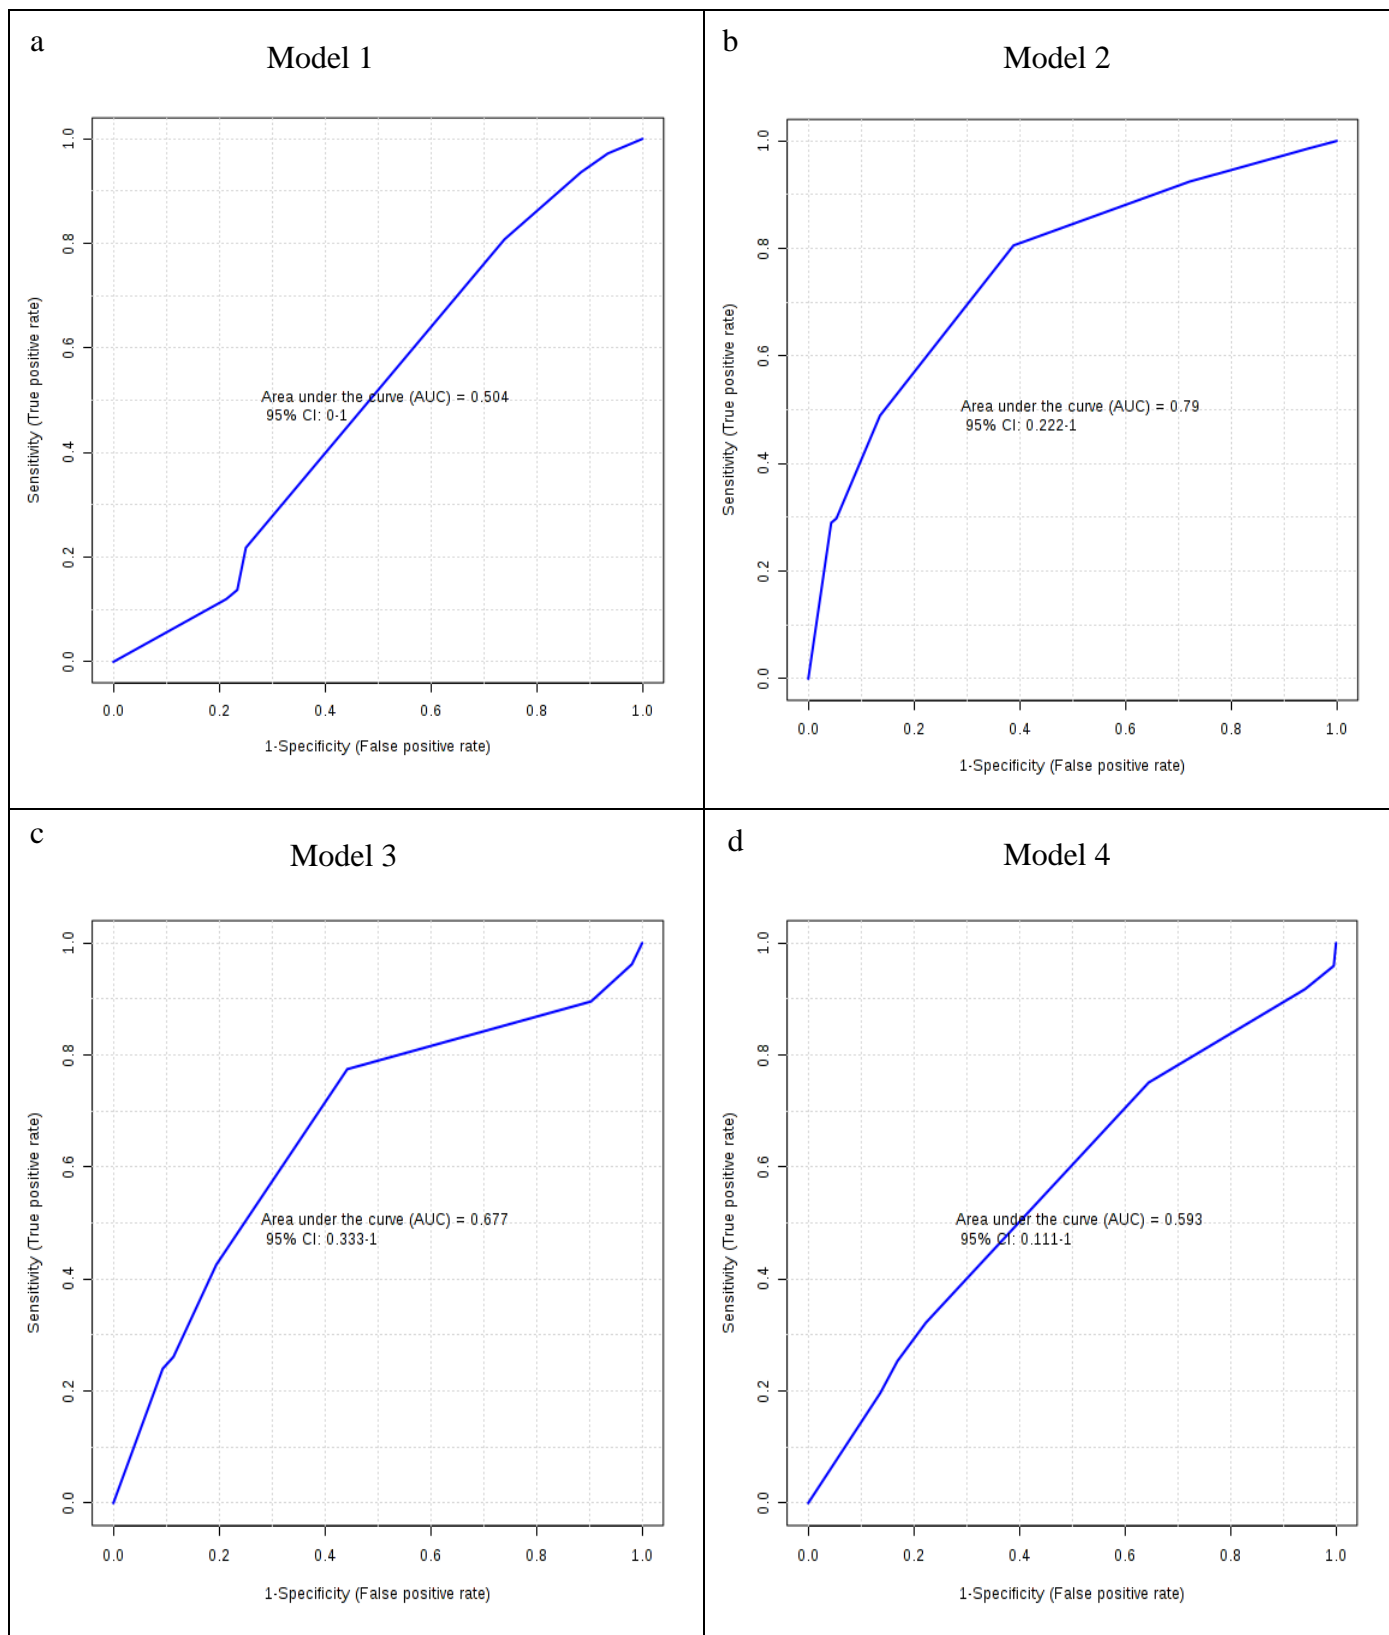 a
Model 1
1.0
0.8
0.6
0.4
0.2
0.0
Sensitivity (True positive rate)
Area under the curve (AUC) = 0.504
95% CI: 0-1
0.0 0.2 0.4 0.6 0.8 1.0
1-Specificity (False positive rate)
b
Model 2
1.0
0.8
0.6
0.4
0.2
0.0
Sensitivity (True positive rate)
Area under the curve (AUC) = 0.79
95% CI: 0.222-1
0.0 0.2 0.4 0.6 0.8 1.0
1-Specificity (False positive rate)
c
Model 3
1.0
0.8
0.6
0.4
0.2
0.0
Sensitivity (True positive rate)
Area under the curve (AUC) = 0.677
95% CI: 0.333-1
0.0 0.2 0.4 0.6 0.8 1.0
1-Specificity (False positive rate)
d
Model 4
1.0
0.8
0.6
0.4
0.2
0.0
Sensitivity (True positive rate)
Area under the curve (AUC) = 0.593
95% CI: 0.111-1
0.0 0.2 0.4 0.6 0.8 1.0
1-Specificity (False positive rate)